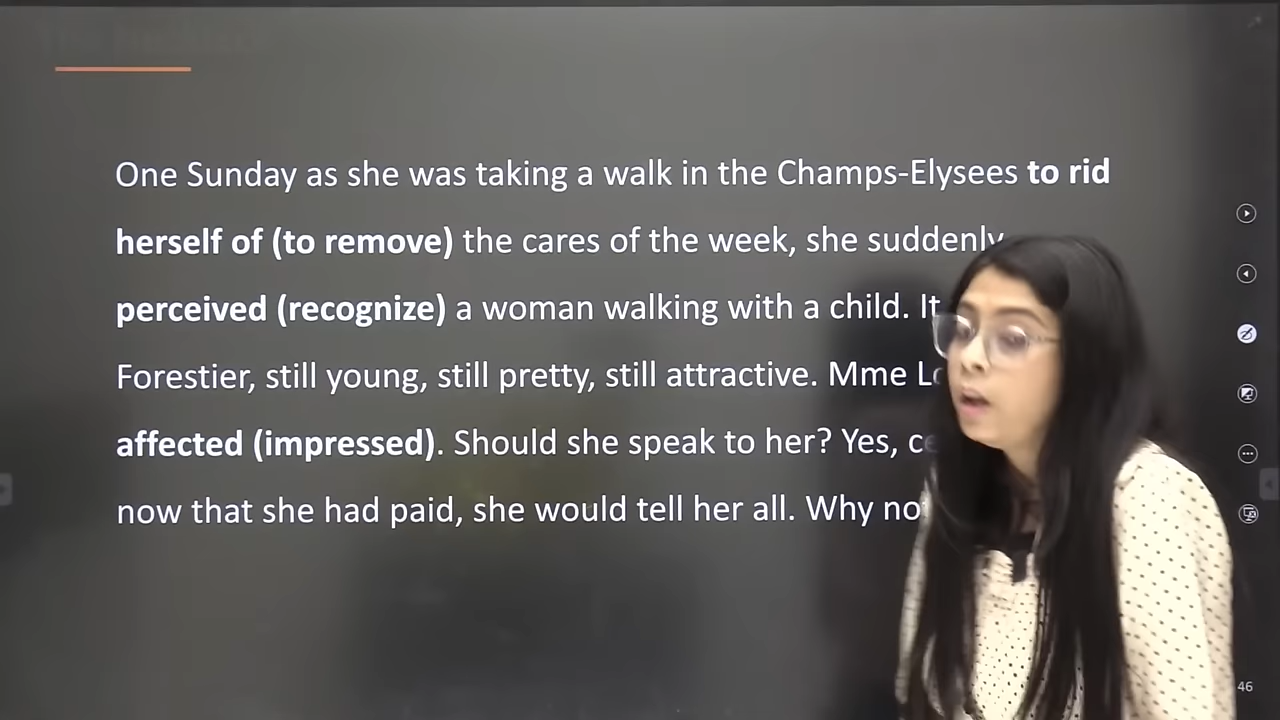 One Sunday as she was taking a walk in the Champs-Elysees to rid
herself of (to remove) the cares of the week, she suddenly
perceived (recognize) a woman walking with a child. It
Forestier, still young, still pretty, still attractive. Mme
affected (impressed). Should she speak to her? Yes,
now that she had paid, she would tell her all. Why
46